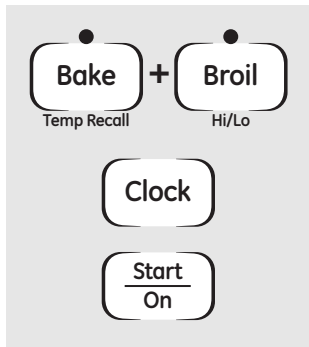 Bake + Broil
Temp Recall Hi/Lo
Clock
Start
On